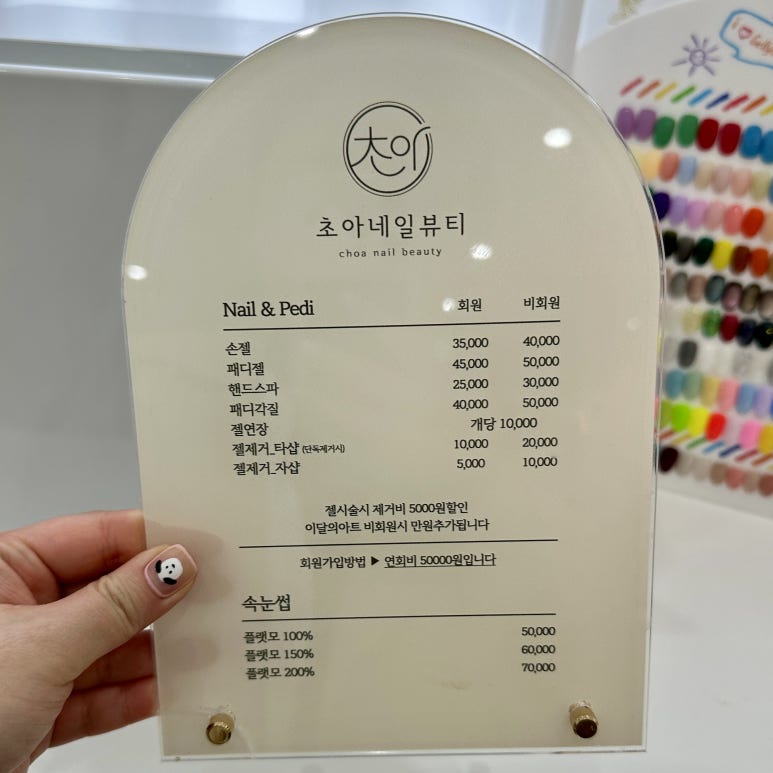 초아
초아네일뷰티
choa nail beauty
Nail & Pedi 회원 비회원
손젤 35,000 40,000
패디젤 45,000 50,000
핸드스파 25,000 30,000
패디각질 40,000 50,000
젤연장 개당 10,000
젤제거_타샵 (단독제거시) 10,000 20,000
젤제거_자샵 5,000 10,000
젤시술시 제거비 5000원할인
이달의아트 비회원시 만원추가됩니다
회원가입방법 ▶ 연회비 50000원입니다
속눈썹
플랫모 100% 50,000
플랫모 150% 60,000
플랫모 200% 70,000
i